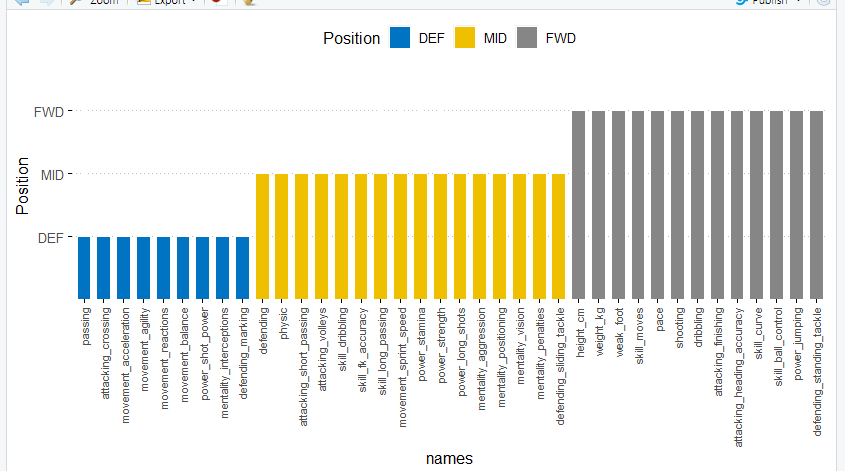 Zoom Export Publish
Position DEF MID FWD
FWD
MID
DEF
Position
passing
attacking_crossing
movement_acceleration
movement_agility
movement_reactions
movement_balance
power_shot_power
mentality_interceptions
defending_marking
defending
physic
attacking_short_passing
attacking_volleys
skill_dribbling
skill_fk_accuracy
skill_long_passing
movement_sprint_speed
power_stamina
power_strength
power_long_shots
mentality_aggression
mentality_positioning
mentality_vision
mentality_penalties
defending_sliding_tackle
height_cm
weight_kg
weak_foot
skill_moves
pace
shooting
dribbling
attacking_finishing
attacking_heading_accuracy
skill_curve
skill_ball_control
power_jumping
defending_standing_tackle
names